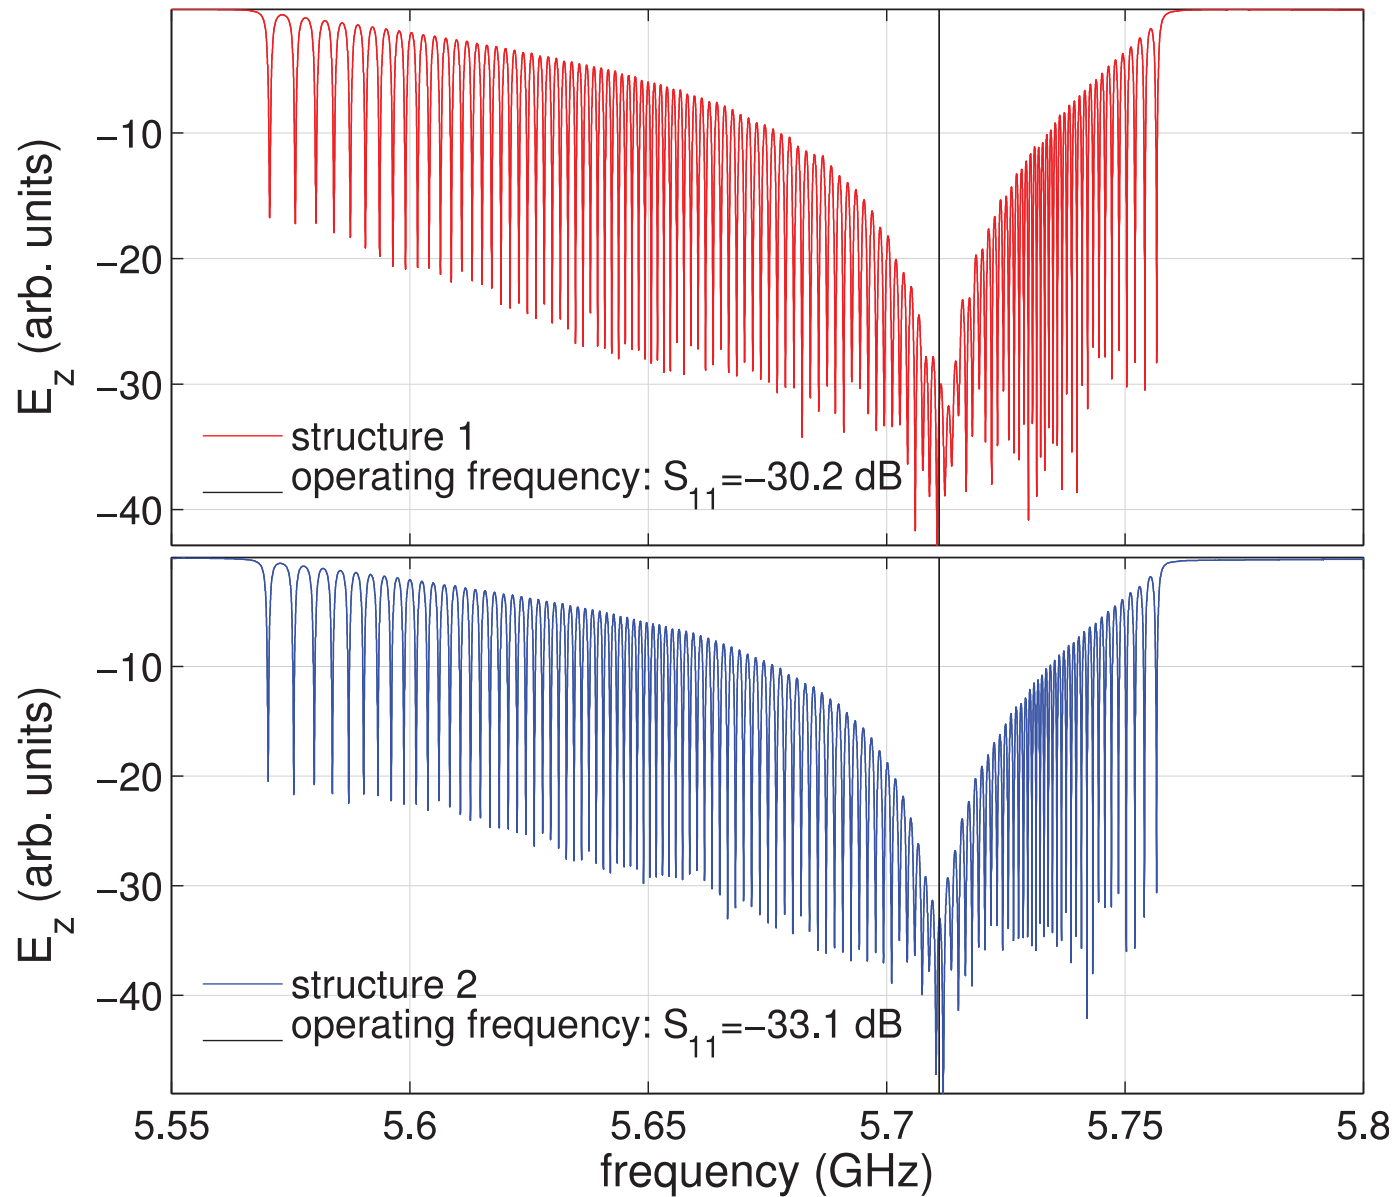 −10
−20
−30
−40
E_z (arb. units)
structure 1
operating frequency: S_11=−30.2 dB
−10
−20
−30
−40
E_z (arb. units)
structure 2
operating frequency: S_11=−33.1 dB
5.55 5.6 5.65 5.7 5.75 5.8
frequency (GHz)